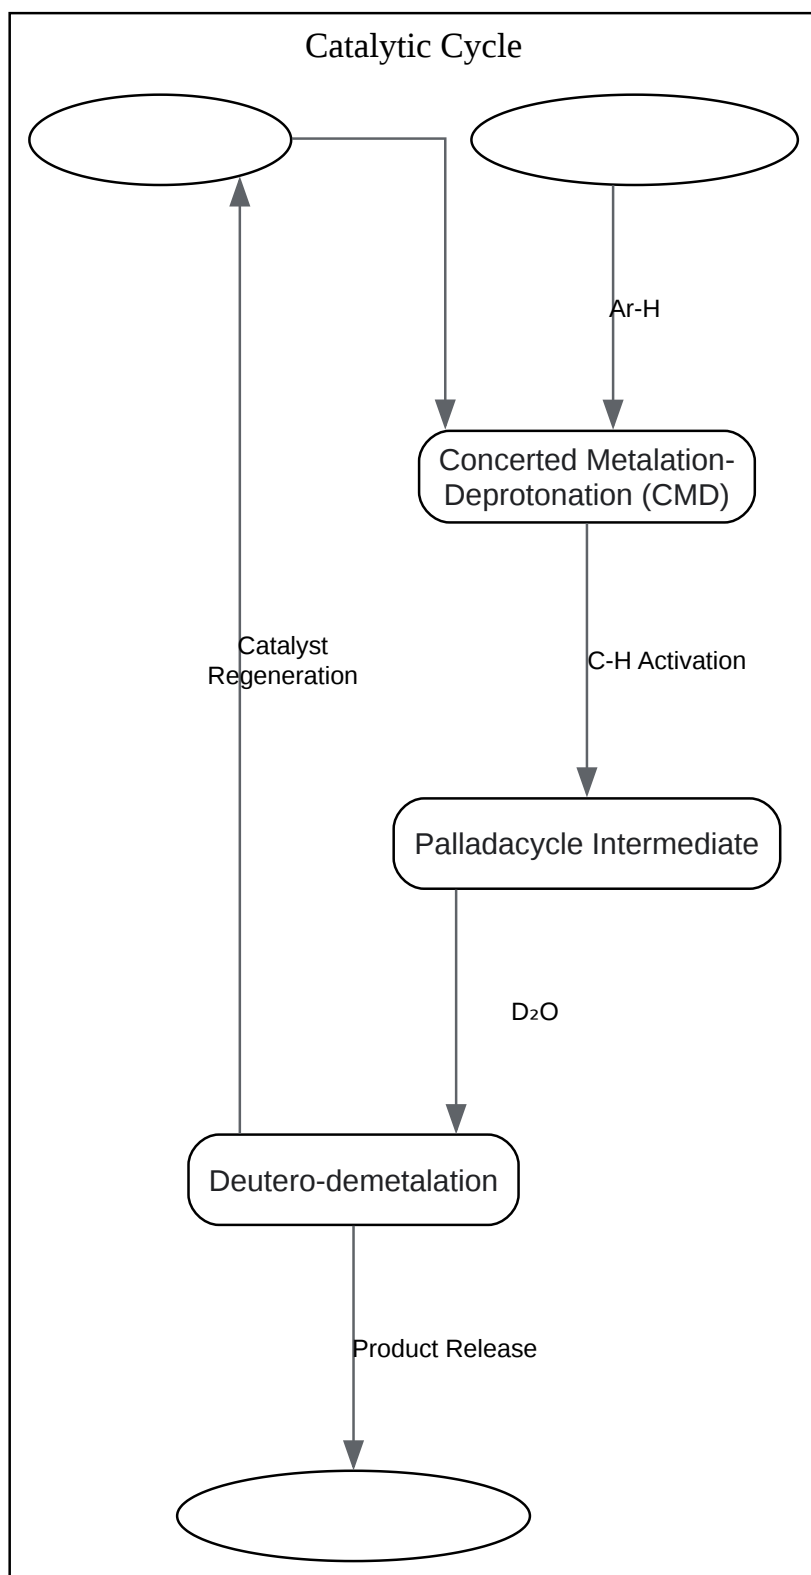 Catalytic Cycle
Ar-H
Concerted Metalation-
Deprotonation (CMD)
Catalyst
Regeneration
C-H Activation
Palladacycle Intermediate
D₂O
Deutero-demetalation
Product Release